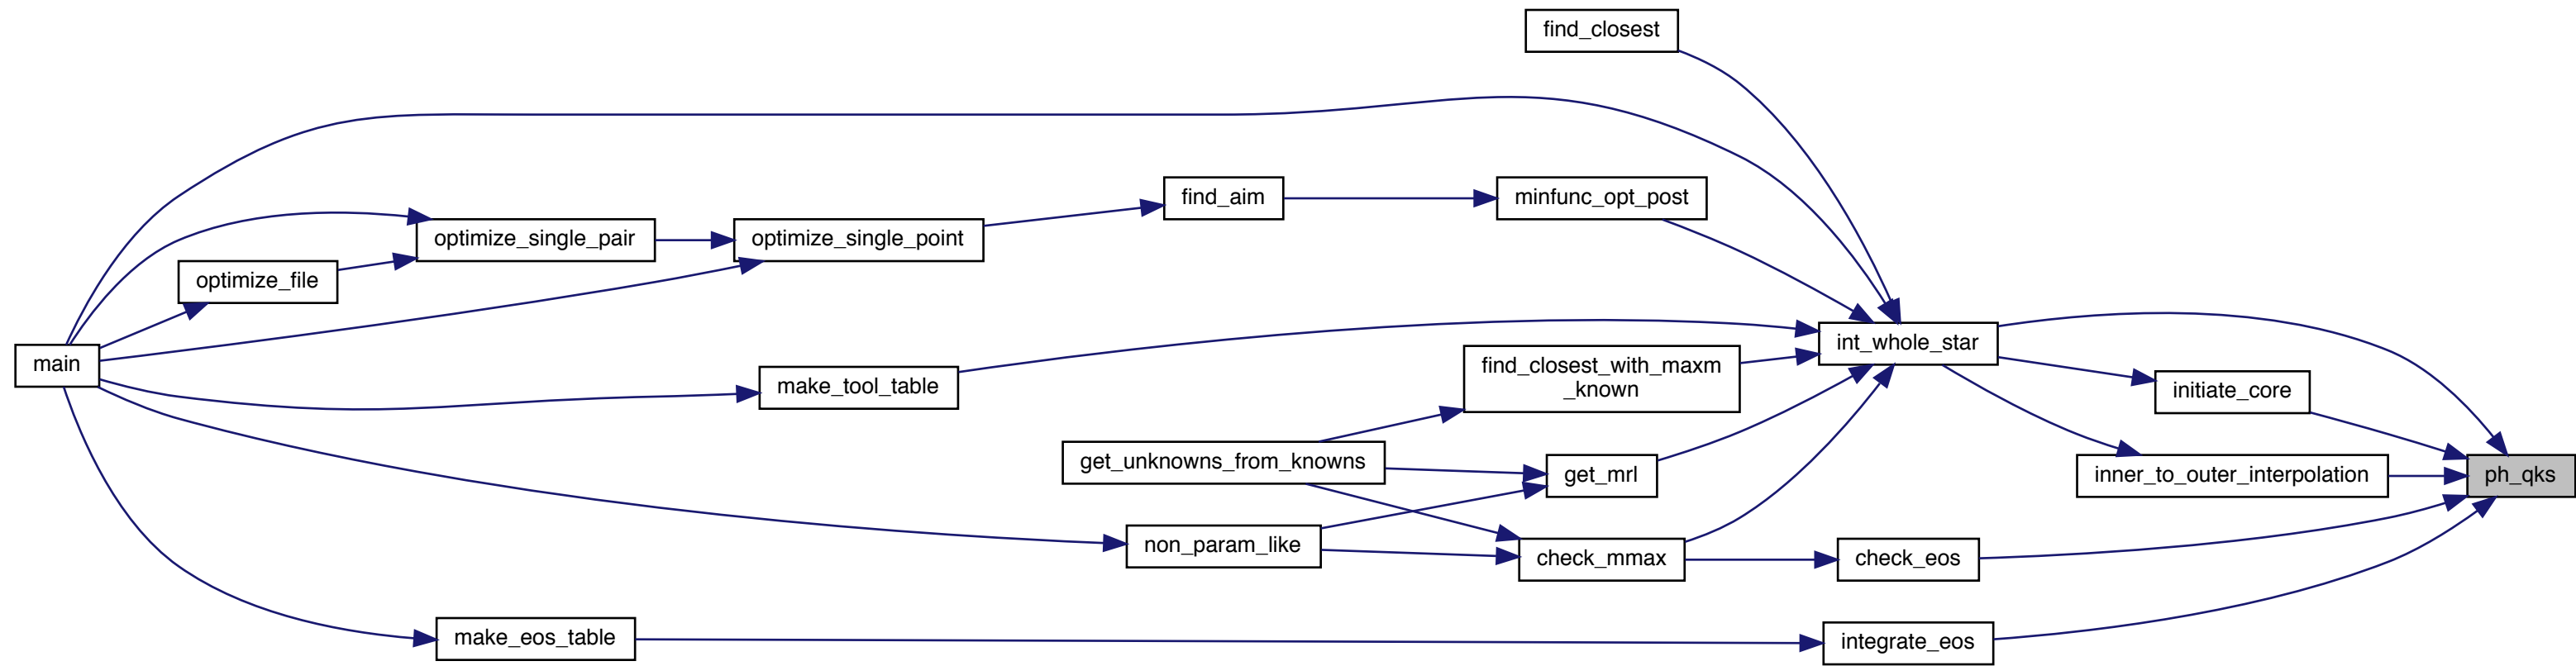 find_closest
find_aim
minfunc_opt_post
optimize_single_pair
optimize_single_point
optimize_file
int_whole_star
main
find_closest_with_maxm
_known
make_tool_table
initiate_core
get_unknowns_from_knowns
get_mrl
inner_to_outer_interpolation
ph_qks
non_param_like
check_mmax
check_eos
make_eos_table
integrate_eos